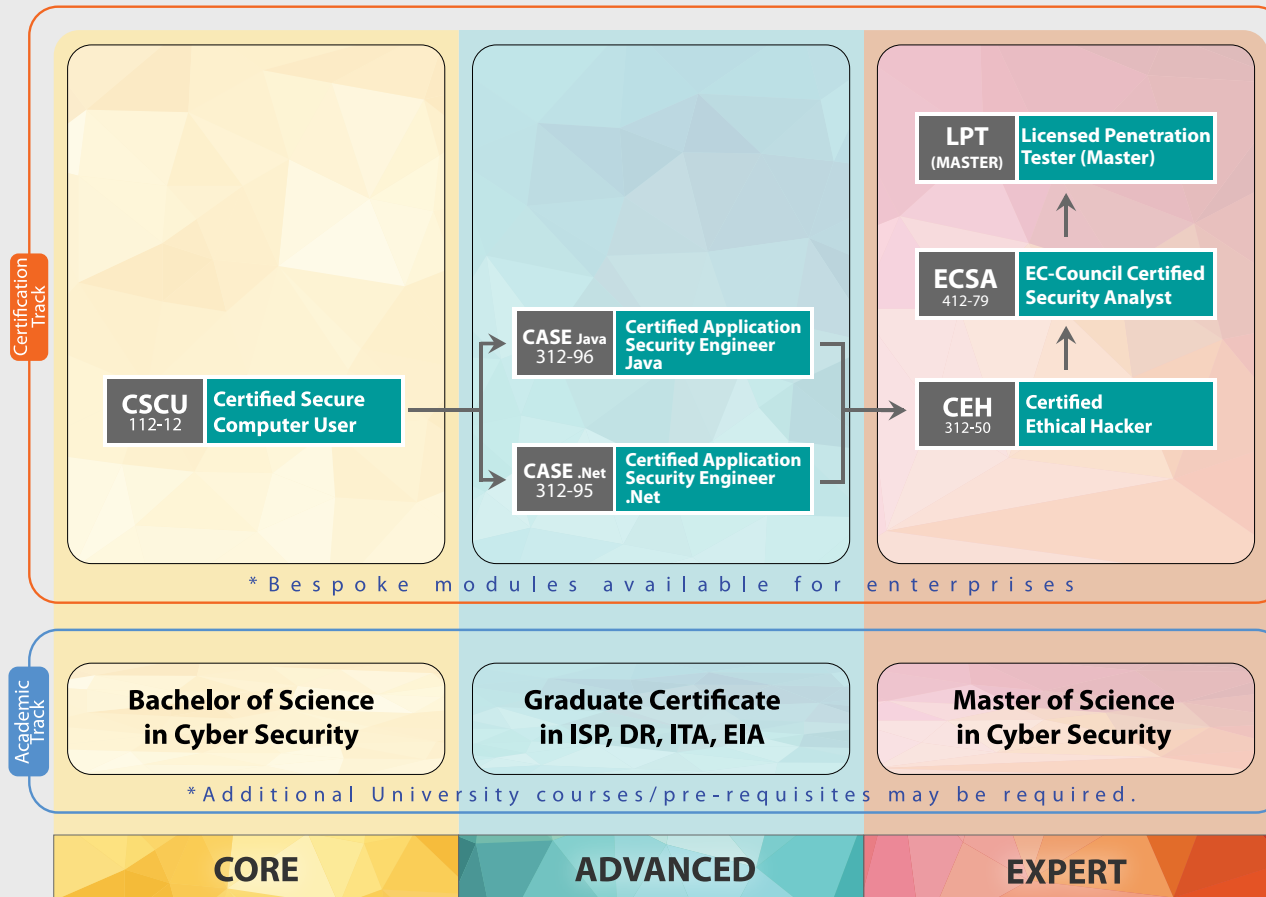 Certification
Track
LPT
(MASTER)
Licensed Penetration
Tester (Master)
ECSA
412-79
EC-Council Certified
Security Analyst
CASE Java
312-96
Certified Application
Security Engineer
Java
CSCU
112-12
Certified Secure
Computer User
CEH
312-50
Certified
Ethical Hacker
CASE .Net
312-95
Certified Application
Security Engineer
.Net
* Bespoke modules available for enterprises
Academic
Track
Bachelor of Science
in Cyber Security
Graduate Certificate
in ISP, DR, ITA, EIA
Master of Science
in Cyber Security
*Additional University courses/pre-requisites may be required.
CORE
ADVANCED
EXPERT